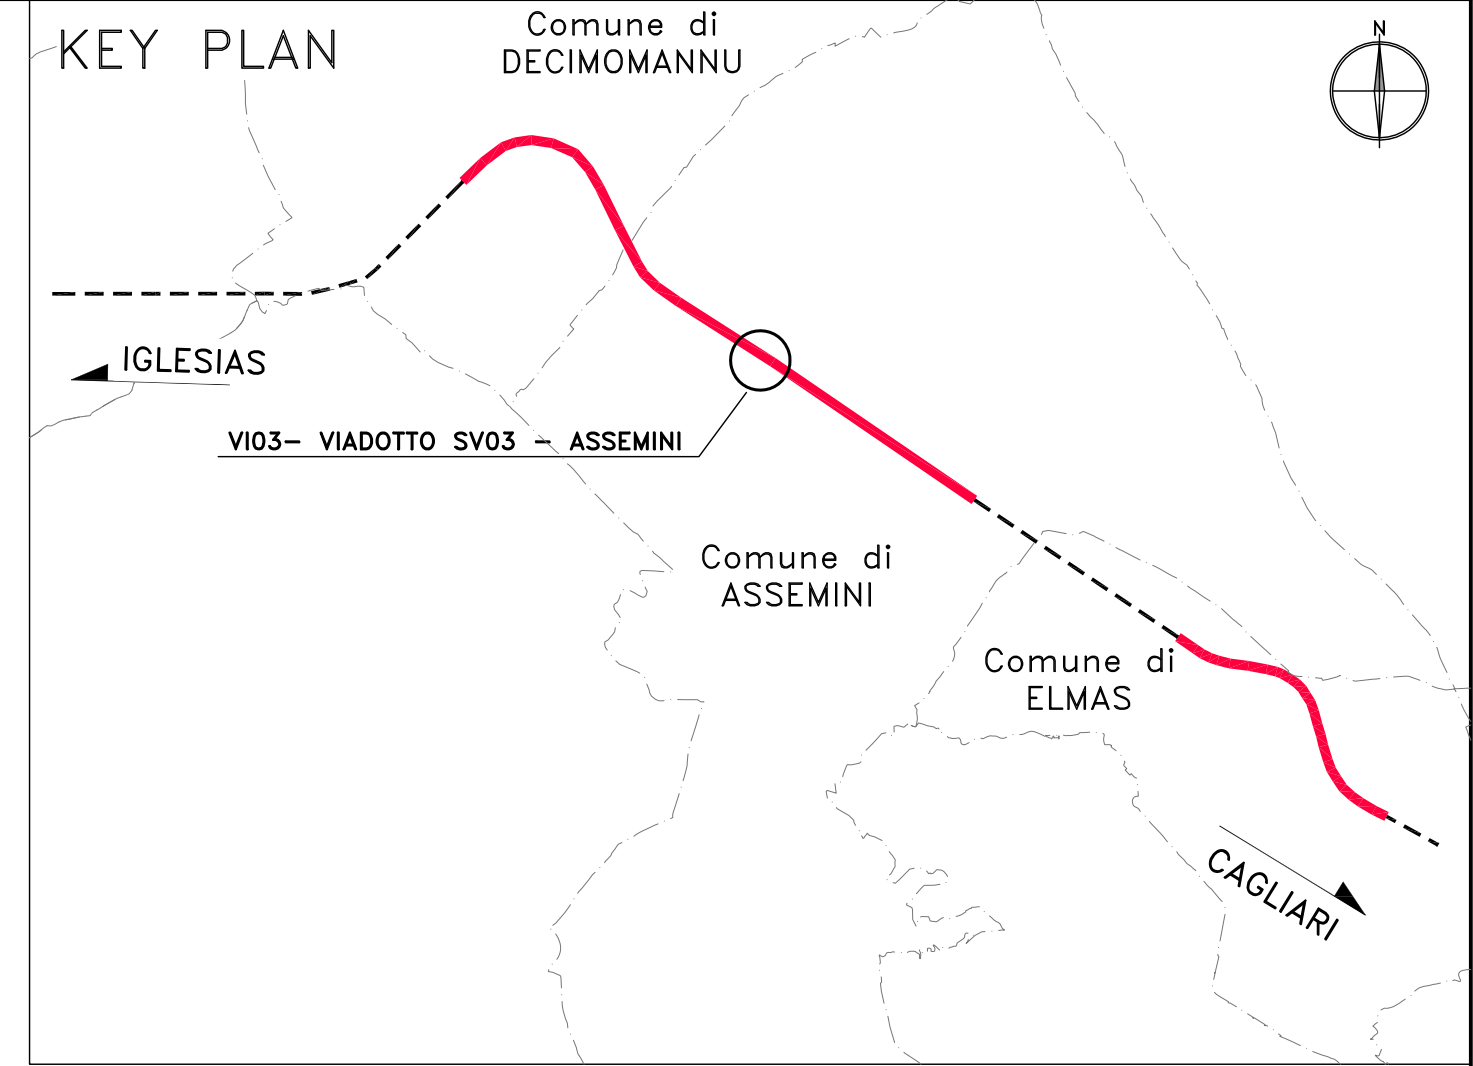 KEY PLAN
Comune di
DECIMOMANNU
N
IGLESIAS
VI03- VIADOTTO SV03 - ASSEMINI
Comune di
ASSEMINI
Comune di
ELMAS
CAGLIARI